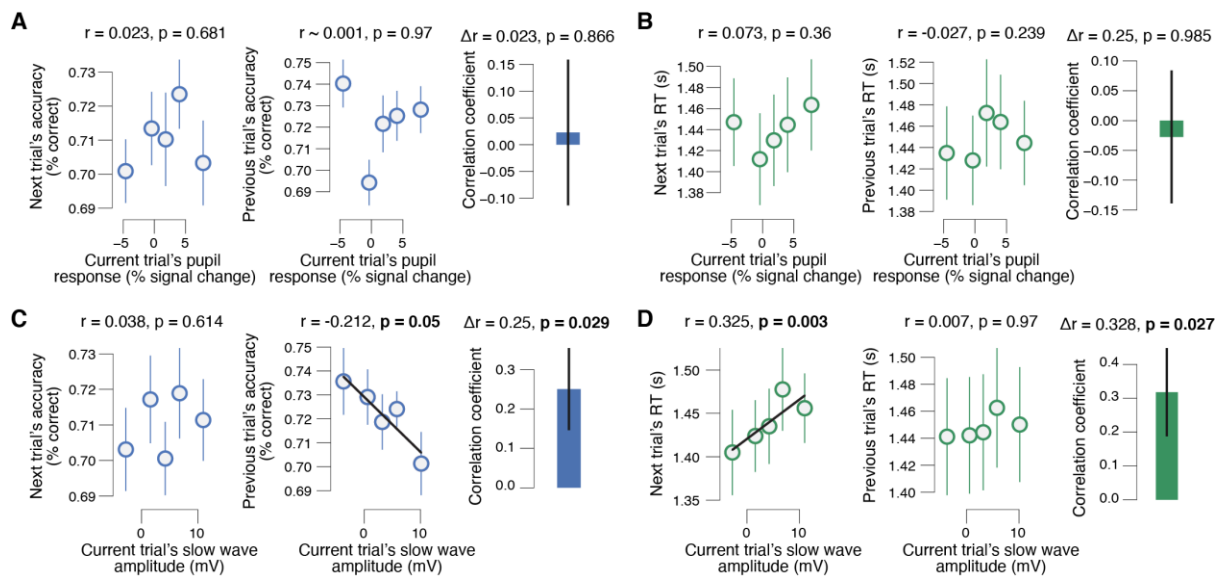 A
r = 0.023, p = 0.681
r ~ 0.001, p = 0.97
Δr = 0.023, p = 0.866
Next trial's accuracy
(% correct)
0.73
0.72
0.71
0.70
0.69
−5
0
5
Current trial's pupil
response (% signal change)
Previous trial's accuracy
(% correct)
0.75
0.74
0.73
0.72
0.71
0.70
0.69
−5
0
5
Current trial's pupil
response (% signal change)
Correlation coefficient
0.15
0.10
0.05
0.00
−0.05
−0.10
B
r = 0.073, p = 0.36
r = -0.027, p = 0.239
Δr = 0.25, p = 0.985
Next trial's RT (s)
1.50
1.48
1.46
1.44
1.42
1.40
1.38
−5
0
5
Current trial's pupil
response (% signal change)
Previous trial's RT (s)
1.52
1.50
1.48
1.46
1.44
1.42
1.40
1.38
−5
0
5
Current trial's pupil
response (% signal change)
Correlation coefficient
0.10
0.05
0.00
−0.05
−0.10
−0.15
C
r = 0.038, p = 0.614
r = -0.212, p = 0.05
Δr = 0.25, p = 0.029
Next trial's accuracy
(% correct)
0.73
0.72
0.71
0.70
0.69
0
10
Current trial's slow wave
amplitude (mV)
Previous trial's accuracy
(% correct)
0.75
0.74
0.73
0.72
0.71
0.70
0.69
0
10
Current trial's slow wave
amplitude (mV)
Correlation coefficient
0.3
0.2
0.1
0.0
D
r = 0.325, p = 0.003
r = 0.007, p = 0.97
Δr = 0.328, p = 0.027
Next trial's RT (s)
1.50
1.45
1.40
1.35
0
10
Current trial's slow wave
amplitude (mV)
Previous trial's RT (s)
1.50
1.48
1.46
1.44
1.42
1.40
0
10
Current trial's slow wave
amplitude (mV)
Correlation coefficient
0.4
0.3
0.2
0.1
0.0